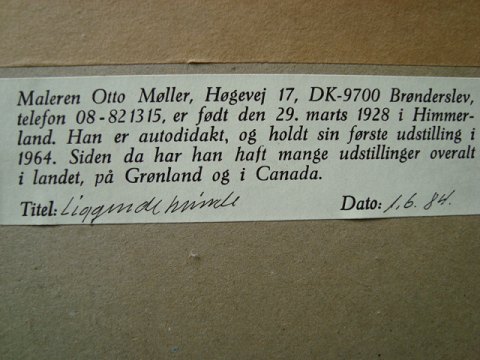 Maleren Otto Møller, Høgevej 17, DK-9700 Brønderslev,
telefon 08-821315, er født den 29. marts 1928 i Himmer-
land. Han er autodidakt, og holdt sin første udstilling i
1964. Siden da har han haft mange udstillinger overalt
i landet, på Grønland og i Canada.
Titel: Liggende kvinde Dato: 1.6.84.